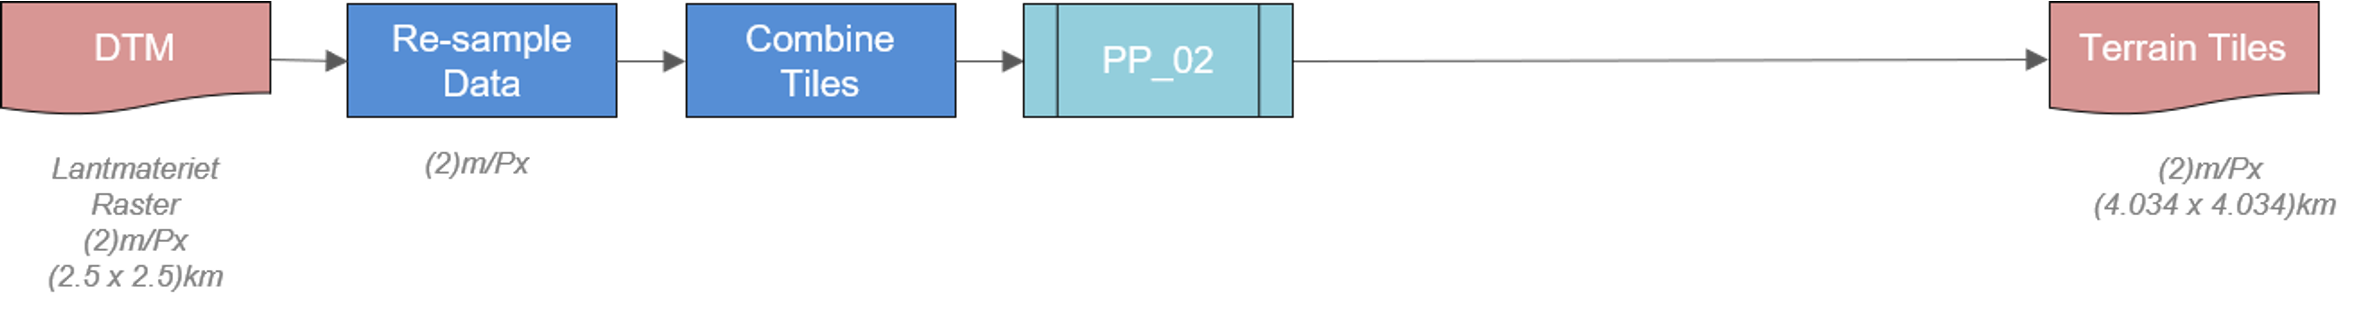 DTM
Re-sample
Data
Combine
Tiles
PP_02
Terrain Tiles
Lantmateriet
Raster
(2)m/Px
(2.5 x 2.5)km
(2)m/Px
(2)m/Px
(4.034 x 4.034)km